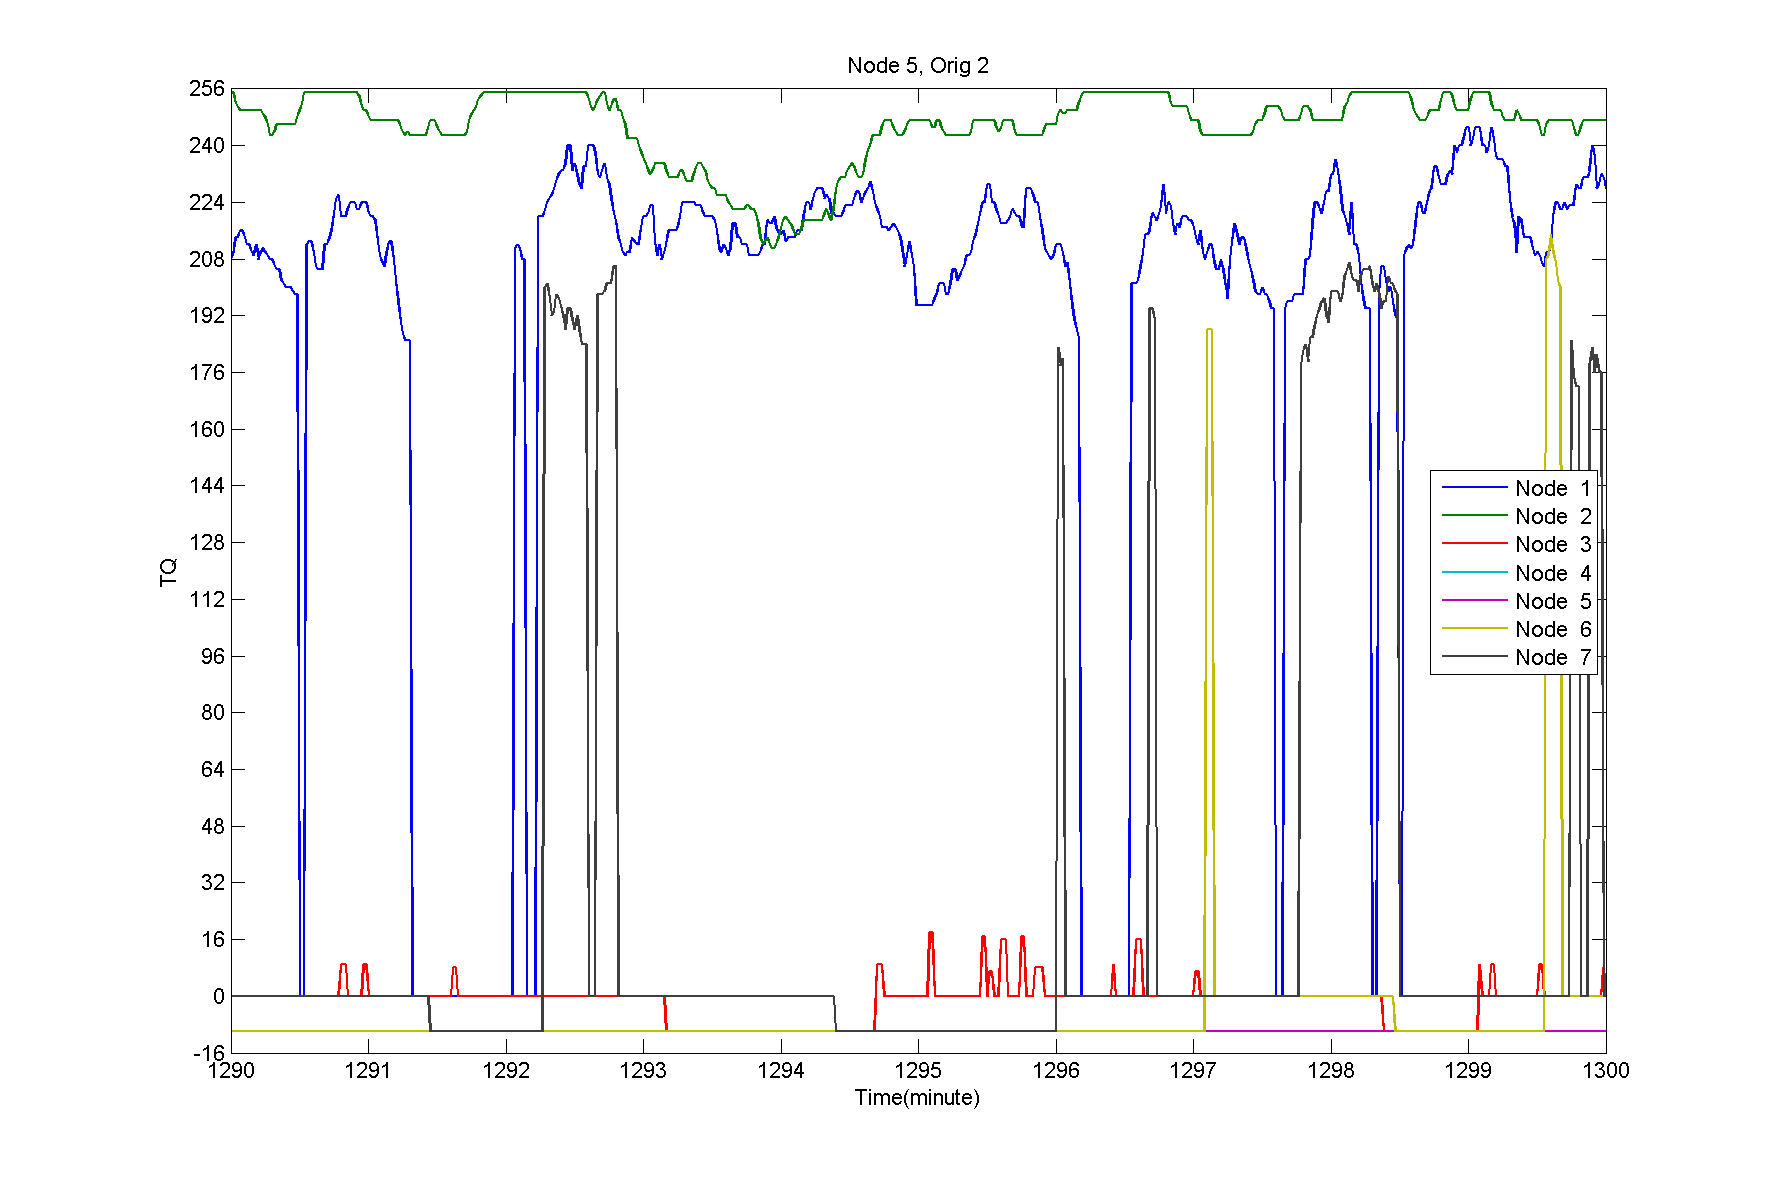 Node 5, Orig 2
256
240
224
208
192
176
160
144
128
112
96
80
64
48
32
16
0
-16
TQ
Node 1
Node 2
Node 3
Node 4
Node 5
Node 6
Node 7
1290 1291 1292 1293 1294 1295 1296 1297 1298 1299 1300
Time(minute)